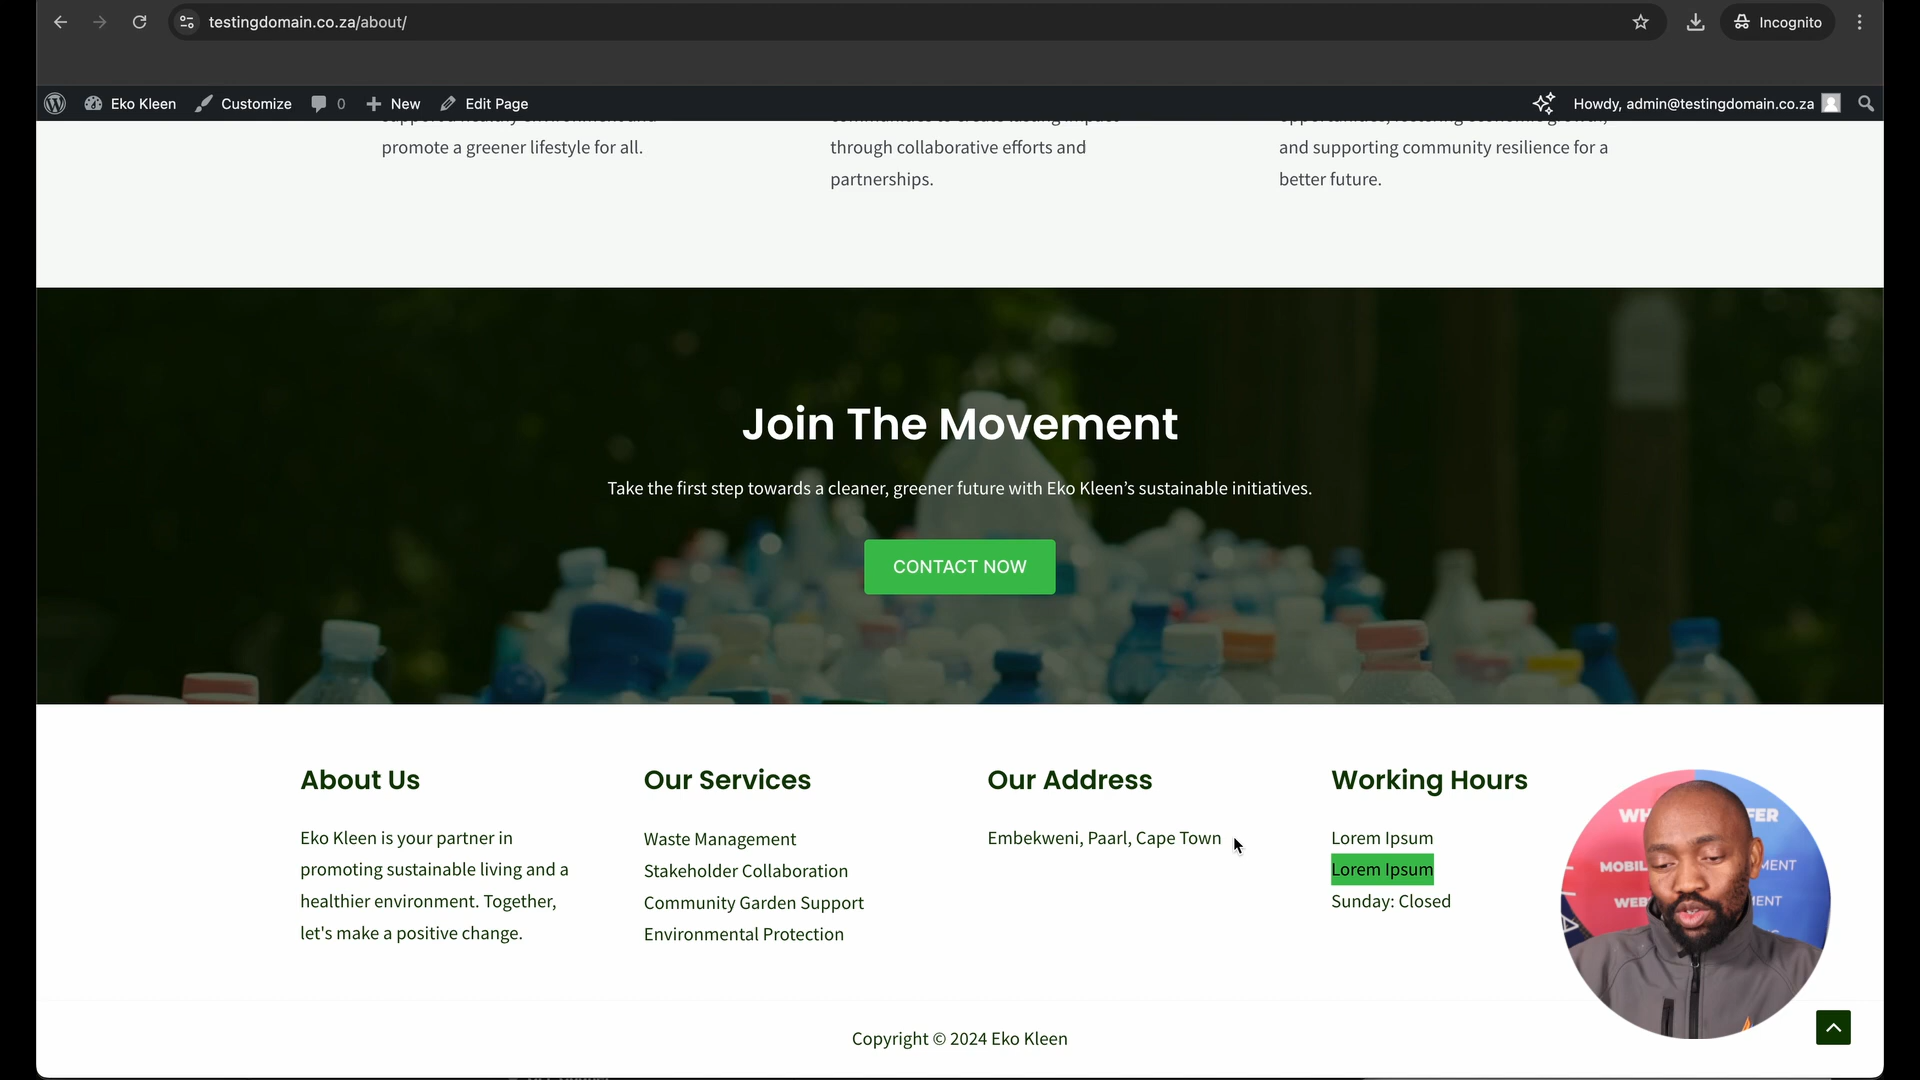 testingdomain.co.za/about/
Incognito
Eko Kleen
Customize
0
New
Edit Page
Howdy, admin@testingdomain.co.za
promote a greener lifestyle for all.
through collaborative efforts and
partnerships.
and supporting community resilience for a
better future.
Join The Movement
Take the first step towards a cleaner, greener future with Eko Kleen’s sustainable initiatives.
CONTACT NOW
About Us
Eko Kleen is your partner in
promoting sustainable living and a
healthier environment. Together,
let's make a positive change.
Our Services
Waste Management
Stakeholder Collaboration
Community Garden Support
Environmental Protection
Our Address
Embekweni, Paarl, Cape Town
Working Hours
Lorem Ipsum
Lorem Ipsum
Sunday: Closed
Copyright © 2024 Eko Kleen